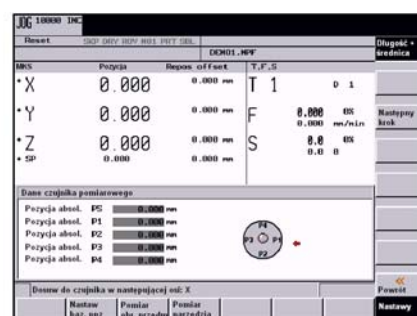 JOG 10000 INC
Reset SKP DRY ROV M01 PRT SBL
DEMO1.MPF
MKS Pozycja Repos offset T,F,S
+X 0.000 0.000 mm T 1 D 1
+Y 0.000 0.000 mm F 0.000 0%
0.000 mm/min
+Z 0.000 0.000 mm S 0.0 0%
+SP 0.000 0.000 mm 0.0 0
Długość + średnica
Następny krok
Dane czujnika pomiarowego
Pozycja absol. PS 0.000 mm
Pozycja absol. P1 0.000 mm
Pozycja absol. P2 0.000 mm
Pozycja absol. P3 0.000 mm
Pozycja absol. P4 0.000 mm
P4
P3 P1
P2
Dosuw do czujnika w następującej osi: X
Powrót
Nastaw Pomiar Pomiar Nastawy
narzędzia